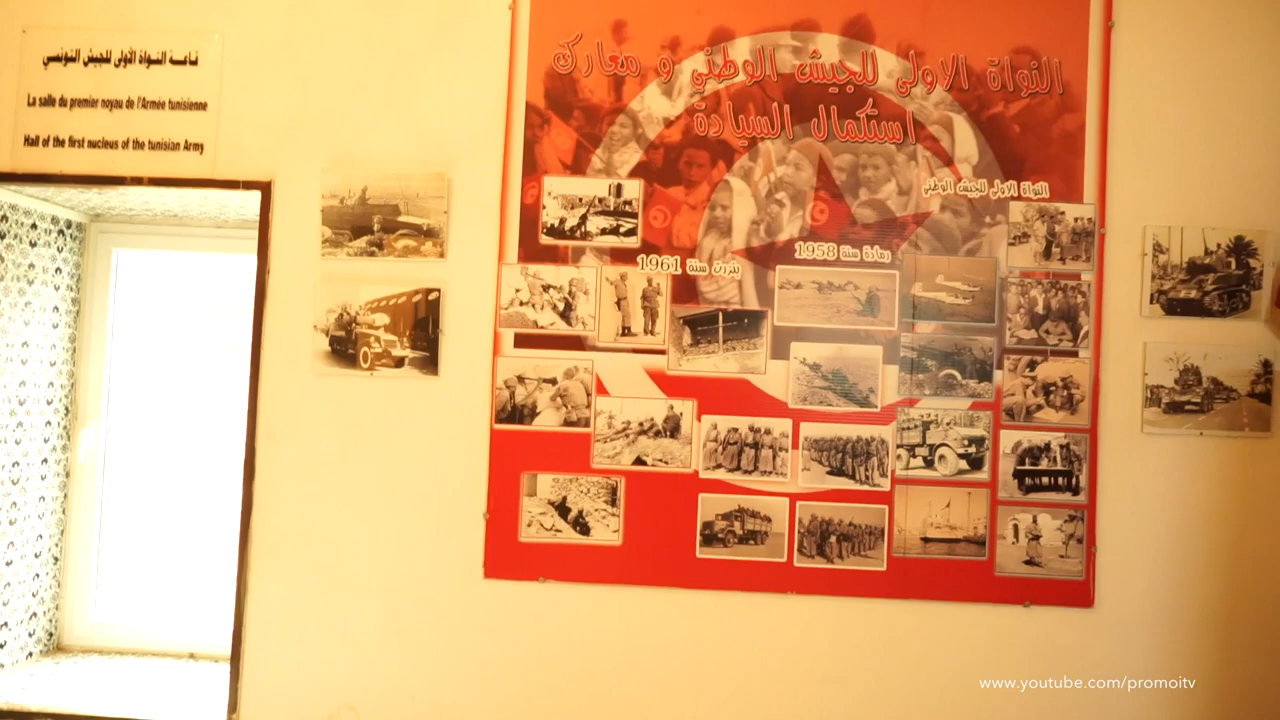 قاعـة النـواة الأولى للجيش التونسي
La salle du premier noyau de l'Armée tunisienne
Hall of the first nucleus of the tunisian Army
النواة الاولى للجيش الوطني و معارك
استكمال السيادة
النواة الاولى للجيش الوطني
رمادة سنة 1958
بنزرت سنة 1961
www.youtube.com/promoitv